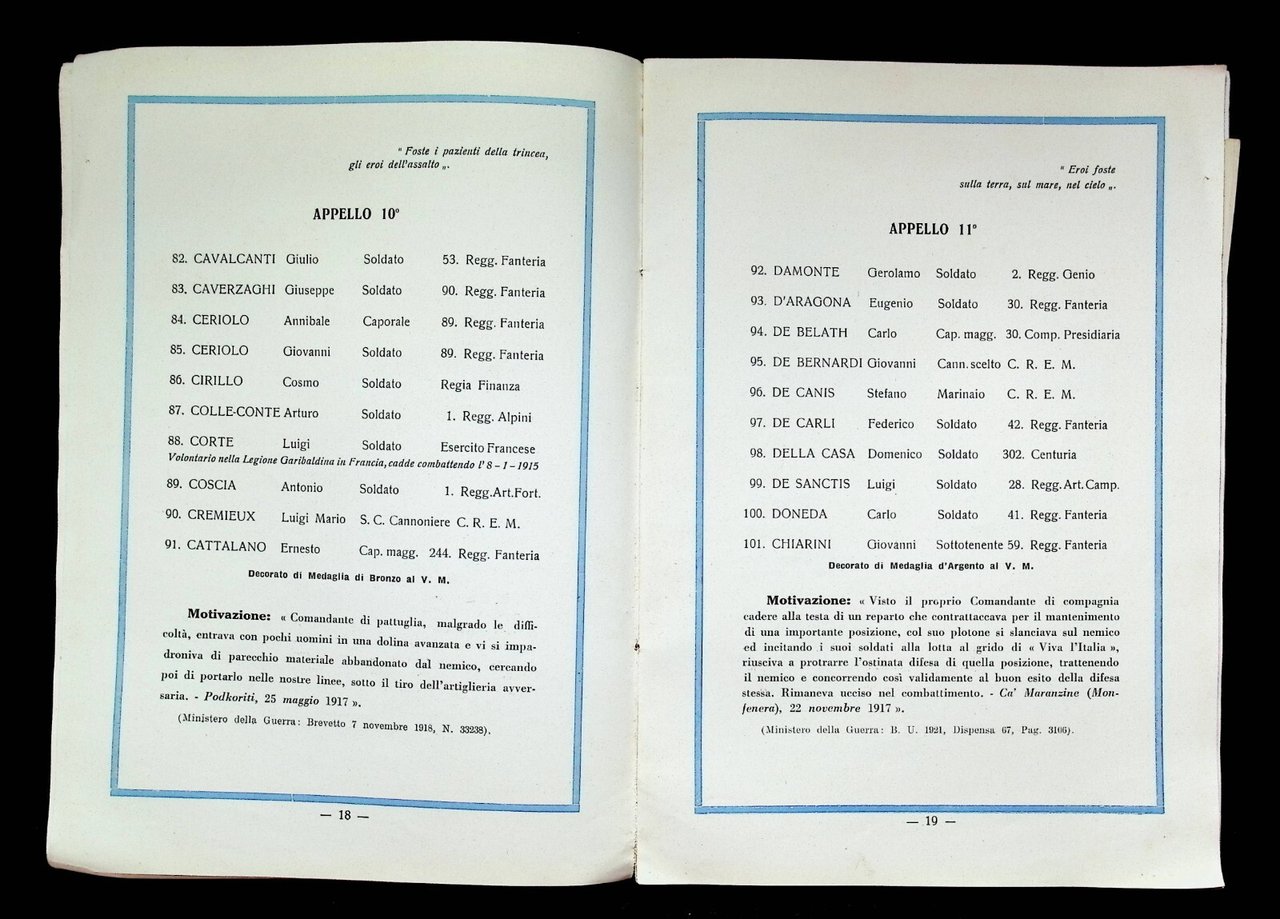 “ Foste i pazienti della trincea,
gli eroi dell'assalto „.
APPELLO 10°
82. CAVALCANTI Giulio Soldato 53. Regg. Fanteria
83. CAVERZAGHI Giuseppe Soldato 90. Regg. Fanteria
84. CERIOLO Annibale Caporale 89. Regg. Fanteria
85. CERIOLO Giovanni Soldato 89. Regg. Fanteria
86. CIRILLO Cosmo Soldato Regia Finanza
87. COLLE-CONTE Arturo Soldato 1. Regg. Alpini
88. CORTE Luigi Soldato Esercito Francese
Volontario nella Legione Garibaldina in Francia, cadde combattendo l' 8 - 1 - 1915
89. COSCIA Antonio Soldato 1. Regg.Art.Fort.
90. CREMIEUX Luigi Mario S. C. Cannoniere C. R. E. M.
91. CATTALANO Ernesto Cap. magg. 244. Regg. Fanteria
Decorato di Medaglia di Bronzo al V. M.
Motivazione: « Comandante di pattuglia, malgrado le diffi-
coltà, entrava con pochi uomini in una dolina avanzata e vi si impa-
droniva di parecchio materiale abbandonato dal nemico, cercando
poi di portarlo nelle nostre linee, sotto il tiro dell'artiglieria avver-
saria. - Podkoriti, 25 maggio 1917 ».
(Ministero della Guerra: Brevetto 7 novembre 1918, N. 33238).
— 18 —
“ Eroi foste
sulla terra, sul mare, nel cielo „.
APPELLO 11°
92. DAMONTE Gerolamo Soldato 2. Regg. Genio
93. D'ARAGONA Eugenio Soldato 30. Regg. Fanteria
94. DE BELATH Carlo Cap. magg. 30. Comp. Presidiaria
95. DE BERNARDI Giovanni Cann. scelto C. R. E. M.
96. DE CANIS Stefano Marinaio C. R. E. M.
97. DE CARLI Federico Soldato 42. Regg. Fanteria
98. DELLA CASA Domenico Soldato 302. Centuria
99. DE SANCTIS Luigi Soldato 28. Regg.Art.Camp.
100. DONEDA Carlo Soldato 41. Regg. Fanteria
101. CHIARINI Giovanni Sottotenente 59. Regg. Fanteria
Decorato di Medaglia d'Argento al V. M.
Motivazione: « Visto il proprio Comandante di compagnia
cadere alla testa di un reparto che contrattaccava per il mantenimento
di una importante posizione, col suo plotone si slanciava sul nemico
ed incitando i suoi soldati alla lotta al grido di « Viva l'Italia »,
riusciva a protrarre l'ostinata difesa di quella posizione, trattenendo
il nemico e concorrendo così validamente al buon esito della difesa
stessa. Rimaneva ucciso nel combattimento. - Ca' Maranzine (Mon-
fenera), 22 novembre 1917 ».
(Ministero della Guerra: B. U. 1921, Dispensa 67, Pag. 3106).
— 19 —